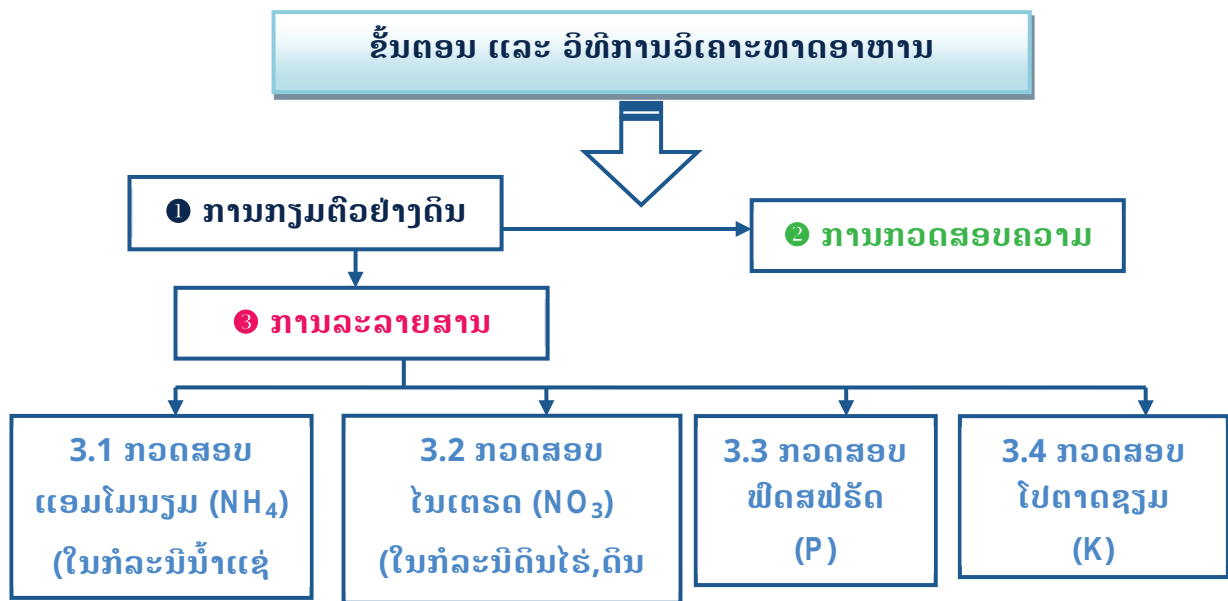 ຂັ້ນຕອນ ແລະ ວິທີການວິເຄາະທາດອາຫານ
❶ ການກຽມຕົວຢ່າງດິນ
❷ ການກວດສອບຄວາມ
❸ ການລະລາຍສານ
3.1 ກວດສອບ
ແອມໂມນຽມ (NH₄)
(ໃນກໍລະນີນ້ຳແຊ່
3.2 ກວດສອບ
ໄນເຕຣດ (NO₃)
(ໃນກໍລະນີດິນໄຮ່,ດິນ
3.3 ກວດສອບ
ຟົດສຟໍຣັດ
(P)
3.4 ກວດສອບ
ໂປຕາດຊຽມ
(K)